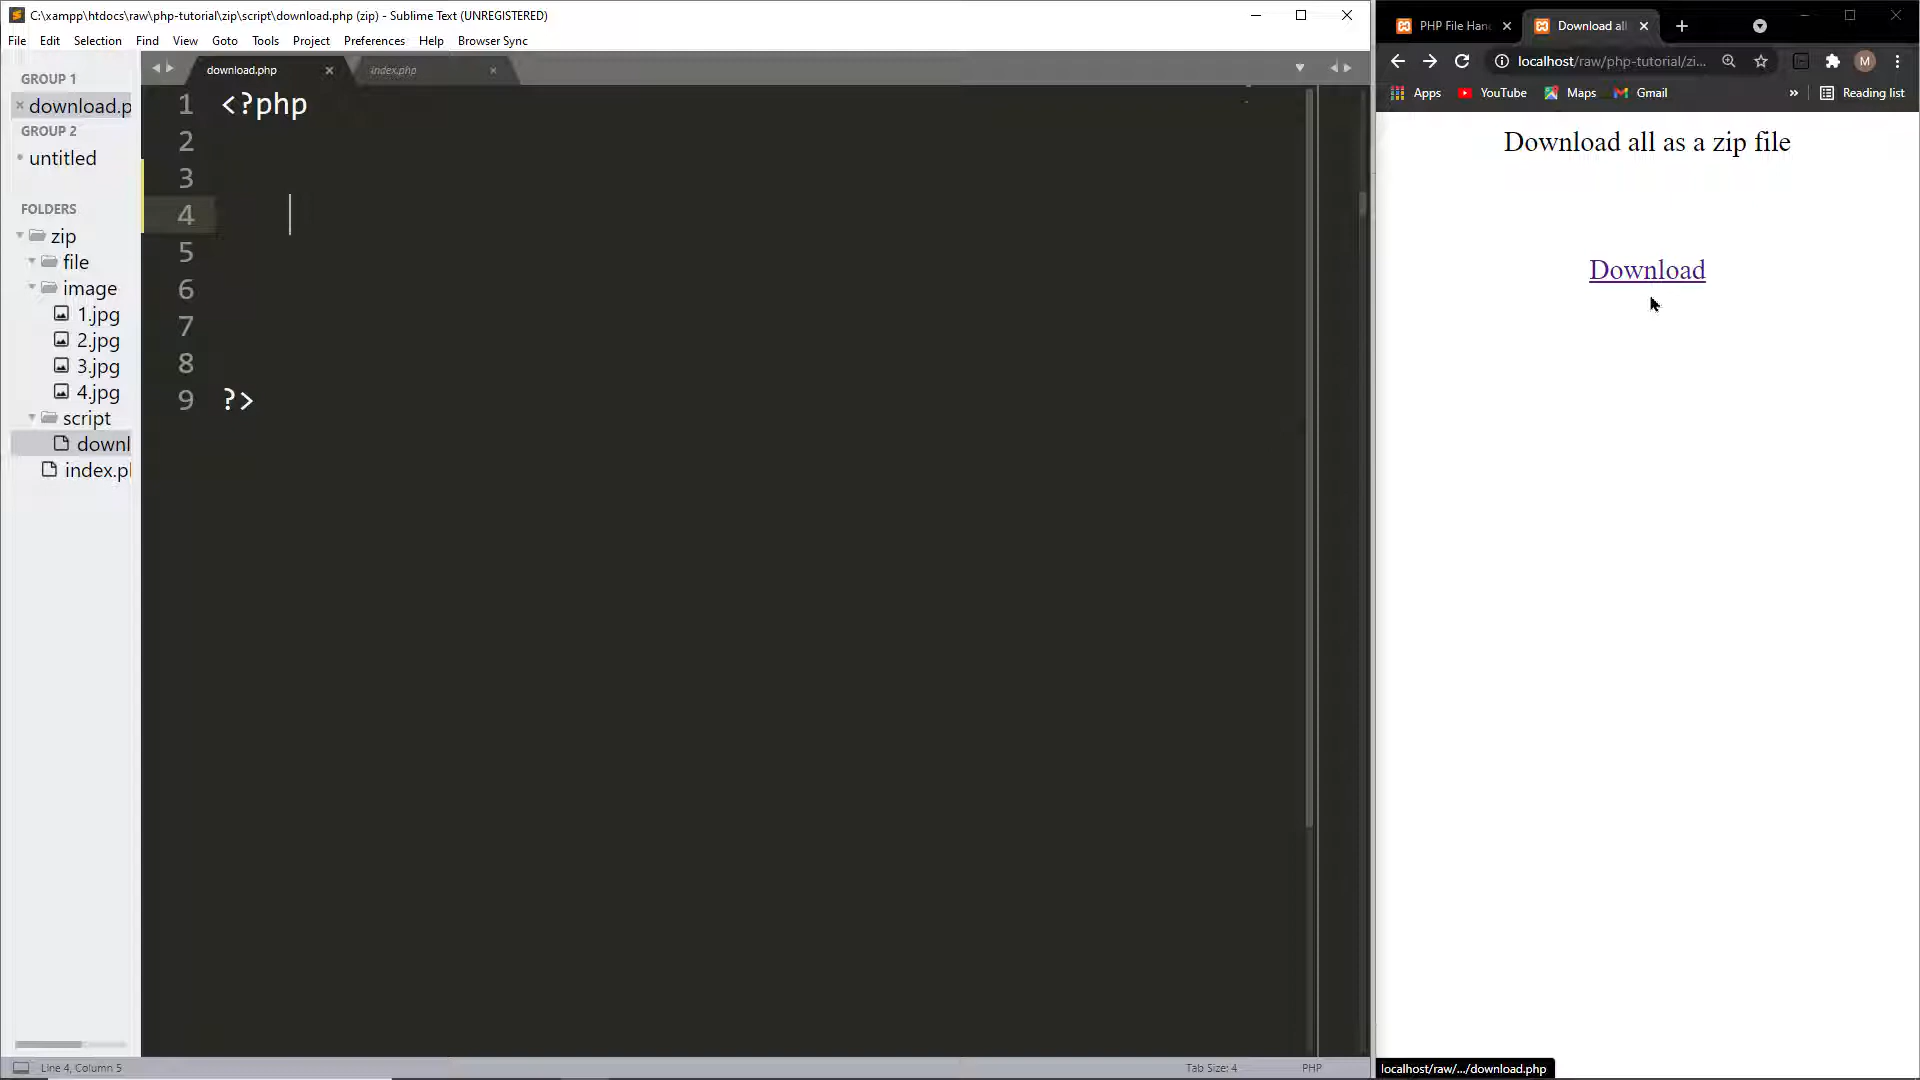 C:\xampp\htdocs\raw\php-tutorial\zip\script\download.php (zip) - Sublime Text (UNREGISTERED)
File Edit Selection Find View Goto Tools Project Preferences Help Browser Sync
GROUP 1
download.p
GROUP 2
untitled
FOLDERS
zip
file
image
1.jpg
2.jpg
3.jpg
4.jpg
script
downl
index.pl
download.php
index.php
1 <?php
2
3
4
5
6
7
8
9 ?>
Line 4, Column 5
Tab Size: 4
PHP
PHP File Han
Download all
localhost/raw/php-tutorial/zi...
M
Apps YouTube Maps Gmail » Reading list
Download all as a zip file
Download
localhost/raw/.../download.php